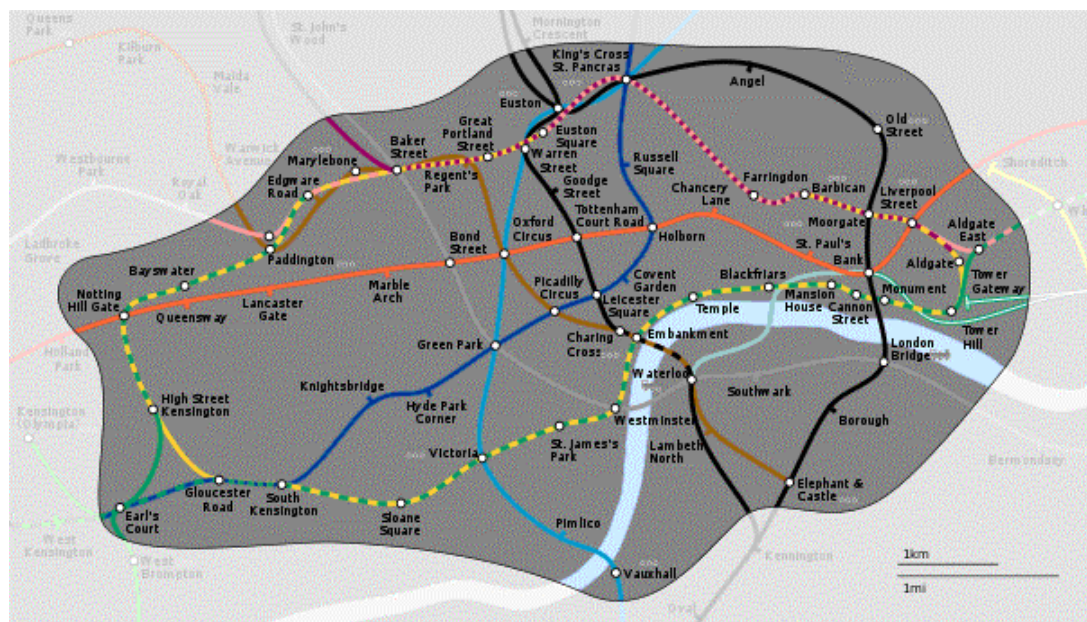 Queens
Park
Kilburn
Park
St. John's
Wood
Mornington
Crescent
Maida
Vale
King's Cross
St. Pancras
Angel
Euston
Old
Street
Great
Portland
Street
Euston
Square
Baker
Street
Warren
Street
Marylebone
Regent's
Park
Russell
Square
Warwick
Avenue
Westbourne
Park
Royal
Oak
Edgware
Road
Goodge
Street
Farringdon
Barbican
Shoreditch
Chancery
Lane
Liverpool
Street
Moorgate
Tottenham
Court Road
Oxford
Circus
Holborn
Aldgate
East
Ladbroke
Grove
Bond
Street
St. Paul's
Bank
Paddington
Aldgate
Bayswater
Covent
Garden
Blackfriars
Tower
Gateway
Notting
Hill Gate
Lancaster
Gate
Marble
Arch
Picadilly
Circus
Mansion
House
Monument
Queensway
Leicester
Square
Temple
Cannon
Street
Tower
Hill
Holland
Park
Green Park
Charing
Cross
Embankment
London
Bridge
Waterloo
Knightsbridge
Southwark
High Street
Kensington
Hyde Park
Corner
Kensington
(Olympia)
Westminster
Borough
Victoria
St. James's
Park
Lambeth
North
Bermondsey
Gloucester
Road
South
Kensington
Elephant &
Castle
Earl's
Court
Sloane
Square
West
Kensington
Pimlico
Kennington
1km
West
Brompton
Vauxhall
1mi
Oval